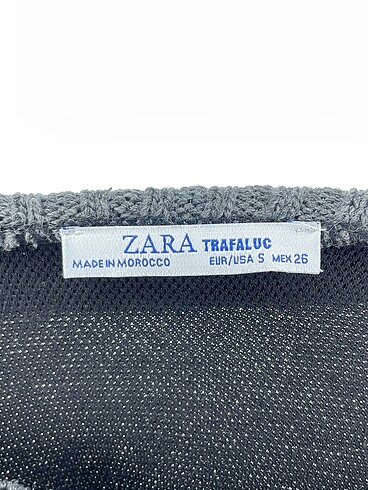 ZARA TRAFALUC
MADE IN MOROCCO EUR/USA S MEX 26